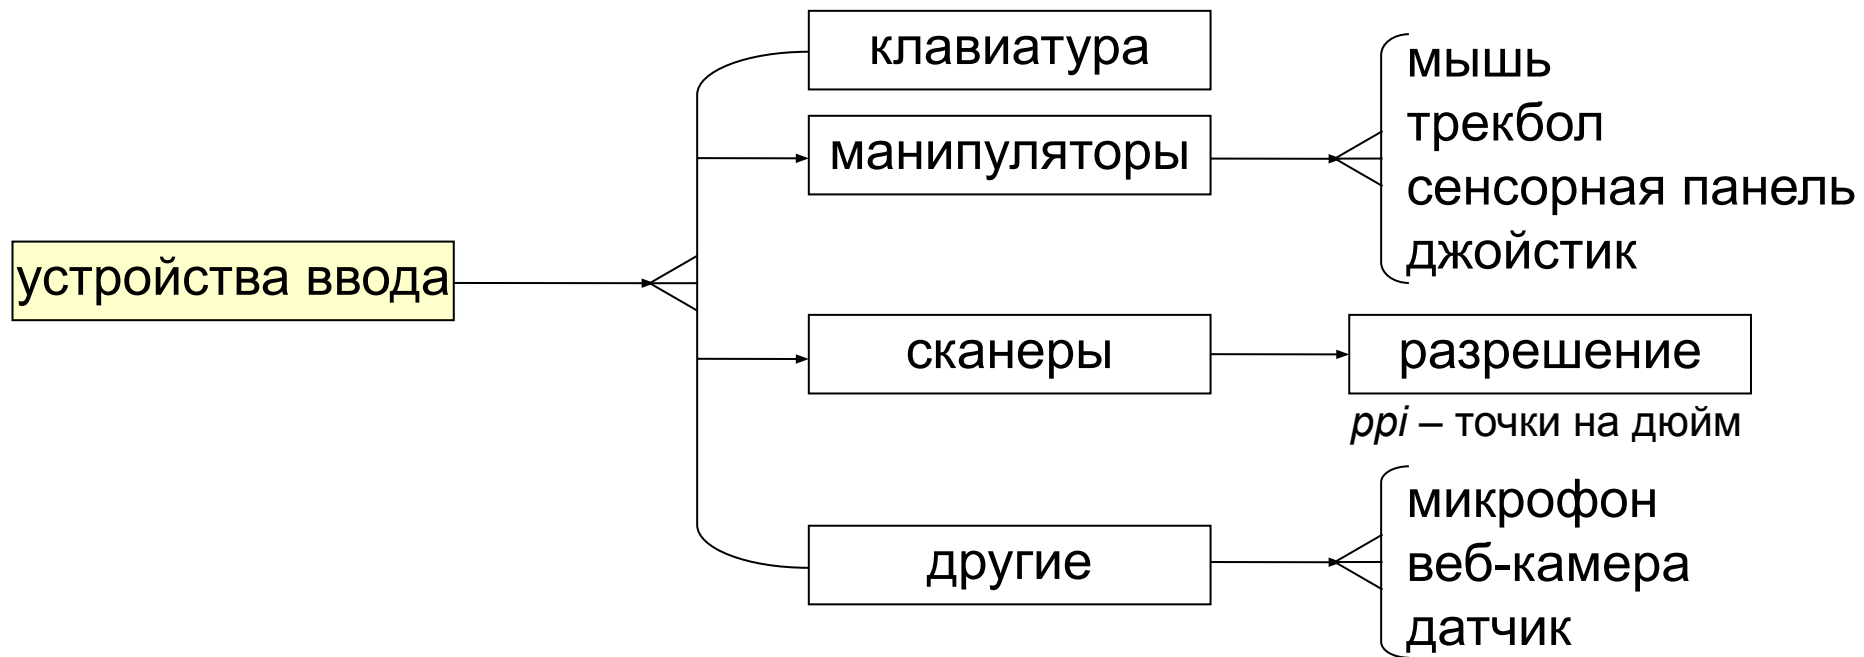 устройства ввода
клавиатура
манипуляторы
мышь
трекбол
сенсорная панель
джойстик
сканеры
разрешение
ppi – точки на дюйм
другие
микрофон
веб-камера
датчик